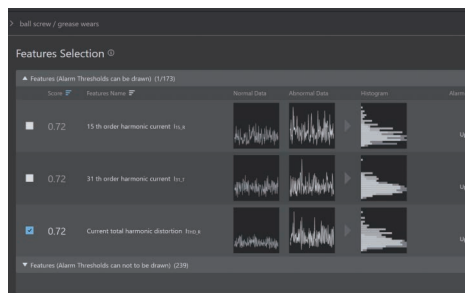 > ball screw / grease wears
Features Selection
Features (Alarm Thresholds can be drawn) (1/173)
Score Features Name Normal Data Abnormal Data Histogram Alarm
0.72 15 th order harmonic current
0.72 31 th order harmonic current
0.72 Current total harmonic distortion
Features (Alarm Thresholds can not to be drawn) (239)